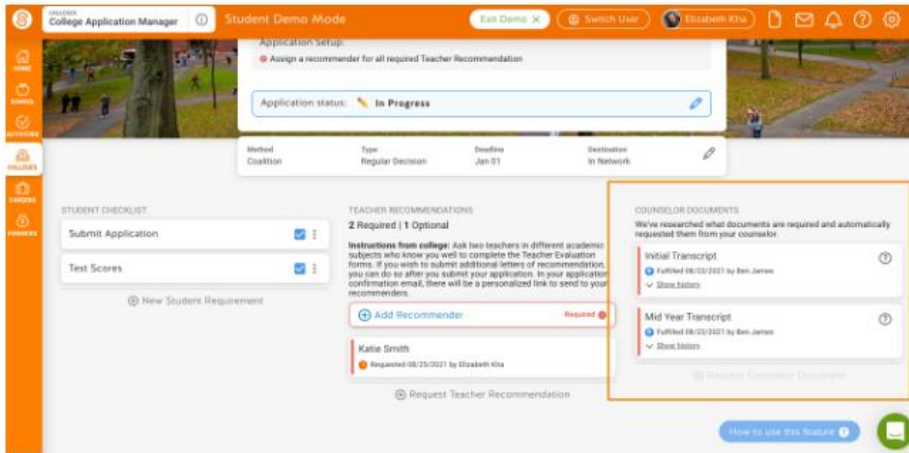 COLLEGES
College Application Manager
Student Demo Mode
Exit Demo X
Switch User
Elizabeth Kha
HOME
SCHOOL
ACTIVITIES
COLLEGES
CAREERS
FINANCES
Application Setup:
Assign a recommender for all required Teacher Recommendation
Application status: In Progress
Method Type Deadline Destination
Coalition Regular Decision Jan 01 In Network
STUDENT CHECKLIST
Submit Application
Test Scores
New Student Requirement
TEACHER RECOMMENDATIONS
2 Required | 1 Optional
Instructions from college: Ask two teachers in different academic
subjects who know you well to complete the Teacher Evaluation
forms. If you wish to submit additional letters of recommendation,
you can do so after you submit your application. In your application
confirmation email, there will be a personalized link to send to your
recommenders.
Add Recommender Required
Katie Smith
Requested 08/25/2021 by Elizabeth Kha
Request Teacher Recommendation
COUNSELOR DOCUMENTS
We've researched what documents are required and automatically
requested them from your counselor.
Initial Transcript
Fulfilled 08/23/2021 by Ben James
Show history
Mid Year Transcript
Fulfilled 08/23/2021 by Ben James
Show history
Request Counselor Document
How to use this feature